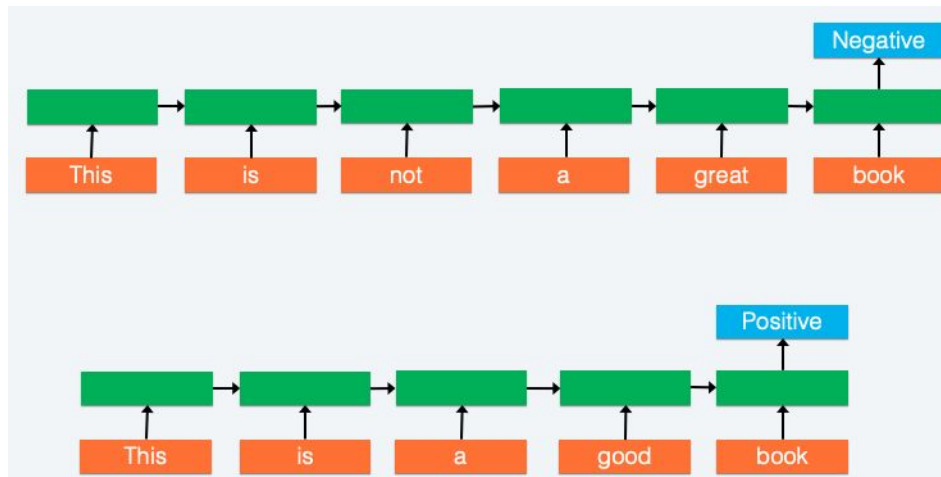 Negative
This is not a great book
Positive
This is a good book